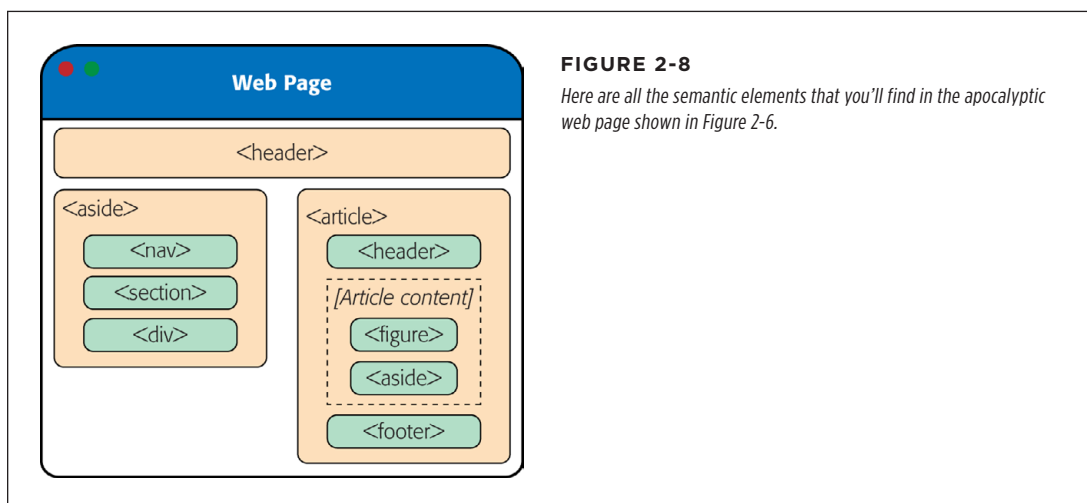 Web Page
<header>
<aside>
<nav>
<section>
<div>
<article>
<header>
[Article content]
<figure>
<aside>
<footer>
FIGURE 2-8
Here are all the semantic elements that you'll find in the apocalyptic
web page shown in Figure 2-6.